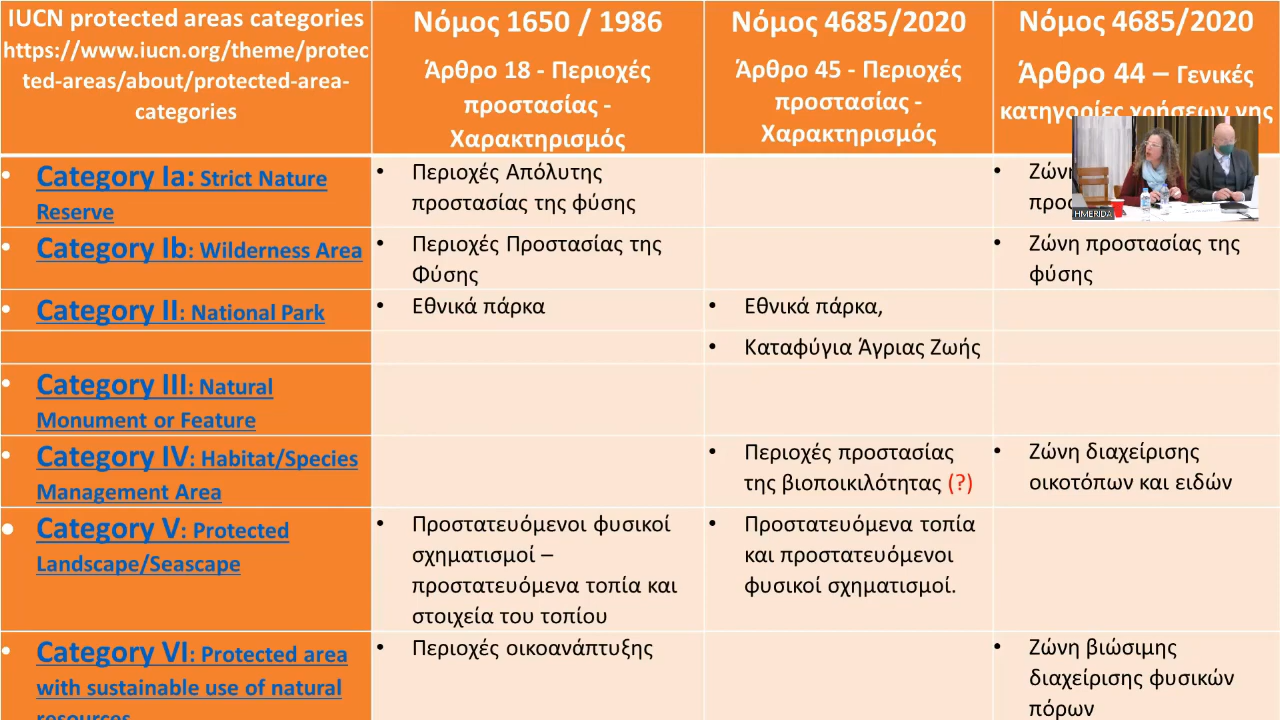 IUCN protected areas categories
https://www.iucn.org/theme/protec
ted-areas/about/protected-area-
categories
Νόμος 1650 / 1986
Άρθρο 18 - Περιοχές
προστασίας -
Χαρακτηρισμός
Νόμος 4685/2020
Άρθρο 45 - Περιοχές
προστασίας -
Χαρακτηρισμός
Νόμος 4685/2020
Άρθρο 44 – Γενικές
κατηγορίες χρήσεων γης
• Category Ia: Strict Nature
Reserve
• Περιοχές Απόλυτης
προστασίας της φύσης
•
HMERIDA
• Category Ib: Wilderness Area
• Περιοχές Προστασίας της
Φύσης
• Ζώνη προστασίας της
φύσης
• Category II: National Park
• Εθνικά πάρκα
• Εθνικά πάρκα,
• Καταφύγια Άγριας Ζωής
• Category III: Natural
Monument or Feature
• Category IV: Habitat/Species
Management Area
• Περιοχές προστασίας
της βιοποικιλότητας (?)
• Ζώνη διαχείρισης
οικοτόπων και ειδών
• Category V: Protected
Landscape/Seascape
• Προστατευόμενοι φυσικοί
σχηματισμοί –
προστατευόμενα τοπία και
στοιχεία του τοπίου
• Προστατευόμενα τοπία
και προστατευόμενοι
φυσικοί σχηματισμοί.
• Category VI: Protected area
with sustainable use of natural
resources
• Περιοχές οικοανάπτυξης
• Ζώνη βιώσιμης
διαχείρισης φυσικών
πόρων